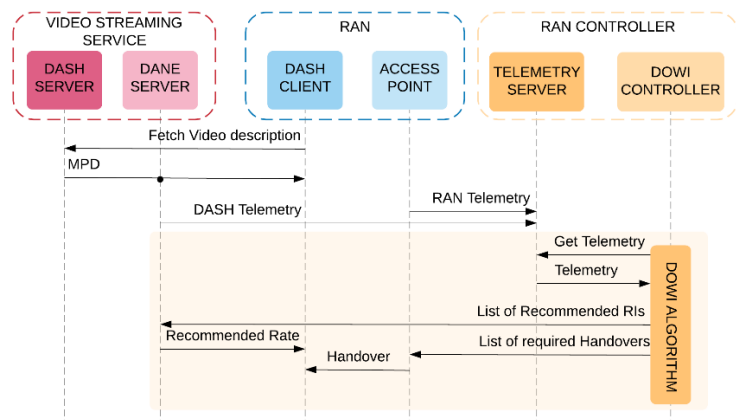 VIDEO STREAMING
SERVICE
RAN
RAN CONTROLLER
DASH
SERVER
DANE
SERVER
DASH
CLIENT
ACCESS
POINT
TELEMETRY
SERVER
DOWI
CONTROLLER
Fetch Video description
MPD
RAN Telemetry
DASH Telemetry
Get Telemetry
Telemetry
List of Recommended RIs
Recommended Rate
List of required Handovers
Handover
DOWI ALGORITHM